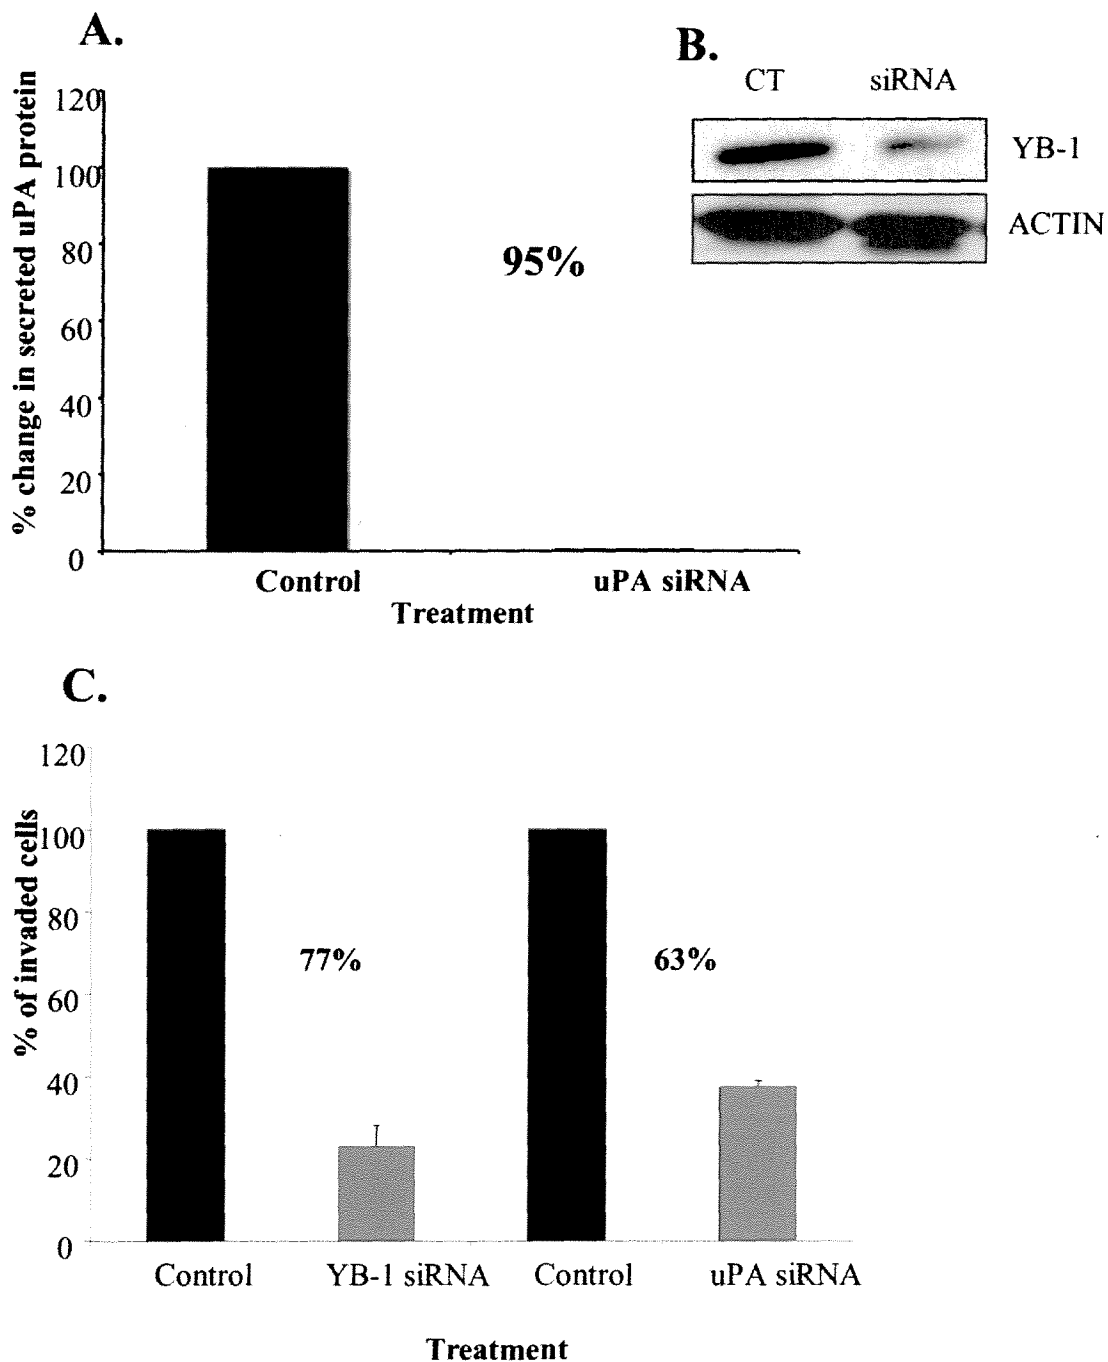 A.
% change in secreted uPA protein
120
100
80
60
40
20
0
95%
Control
uPA siRNA
Treatment
B.
CT
siRNA
YB-1
ACTIN
C.
% of invaded cells
120
100
80
60
40
20
0
77%
63%
Control
YB-1 siRNA
Control
uPA siRNA
Treatment